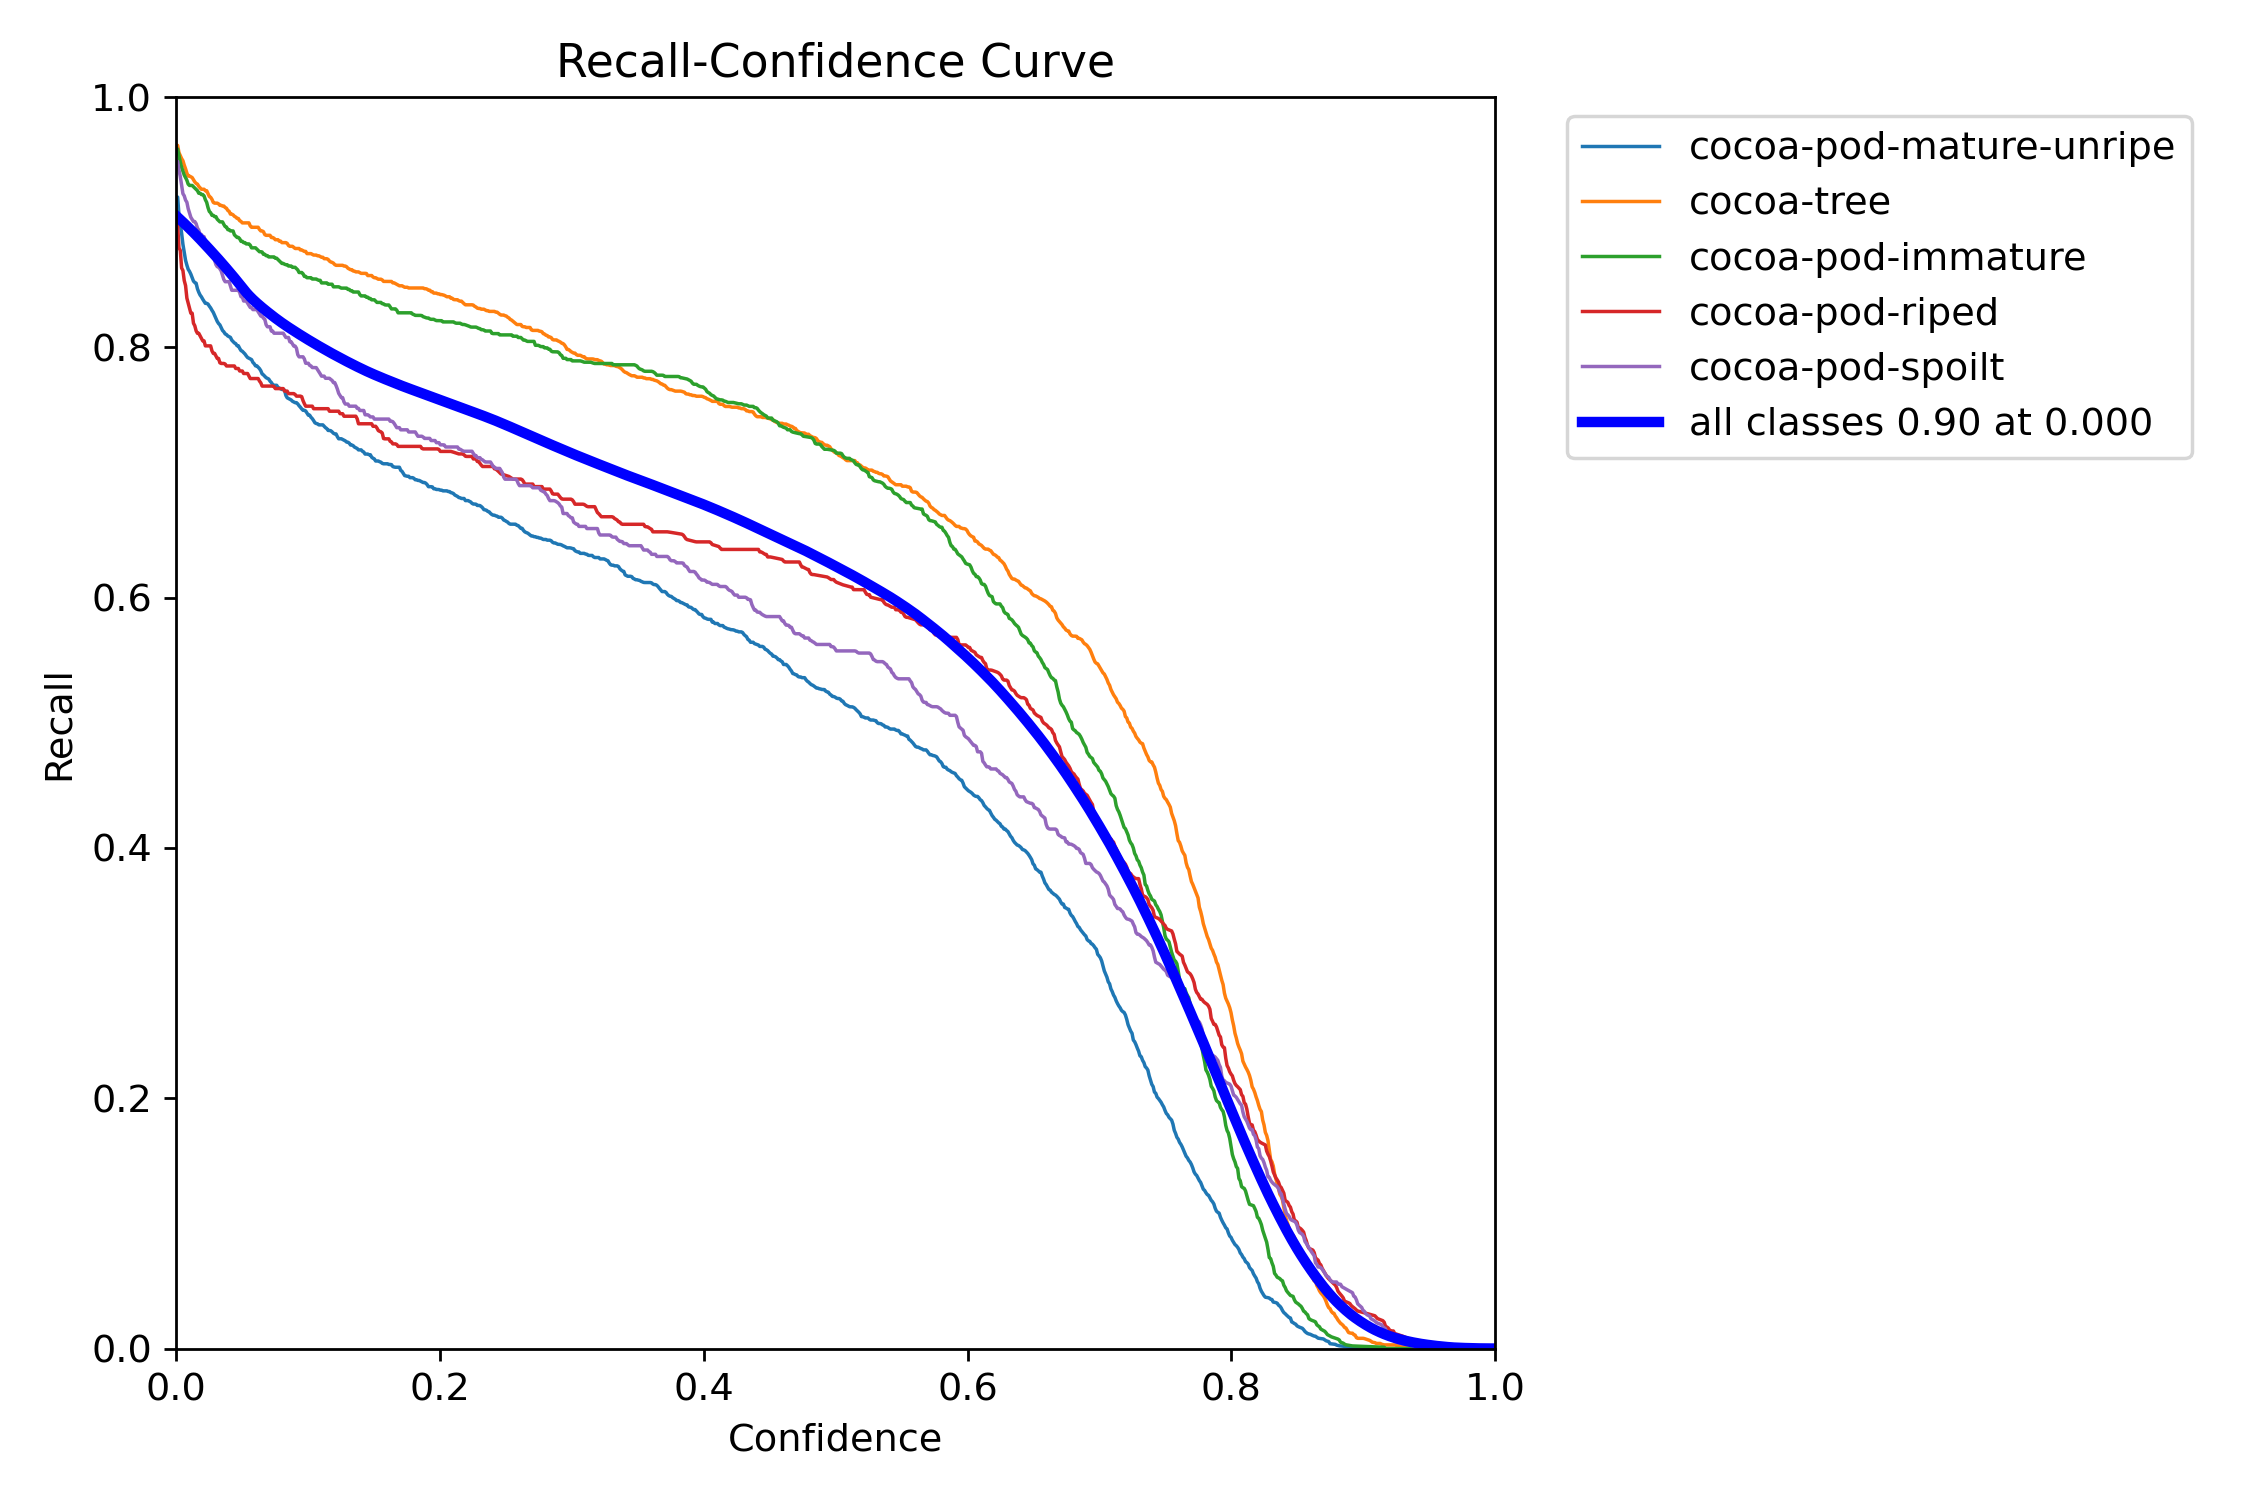 Recall-Confidence Curve
1.0
0.8
0.6
0.4
0.2
0.0
Recall
0.0 0.2 0.4 0.6 0.8 1.0
Confidence
cocoa-pod-mature-unripe
cocoa-tree
cocoa-pod-immature
cocoa-pod-riped
cocoa-pod-spoilt
all classes 0.90 at 0.000